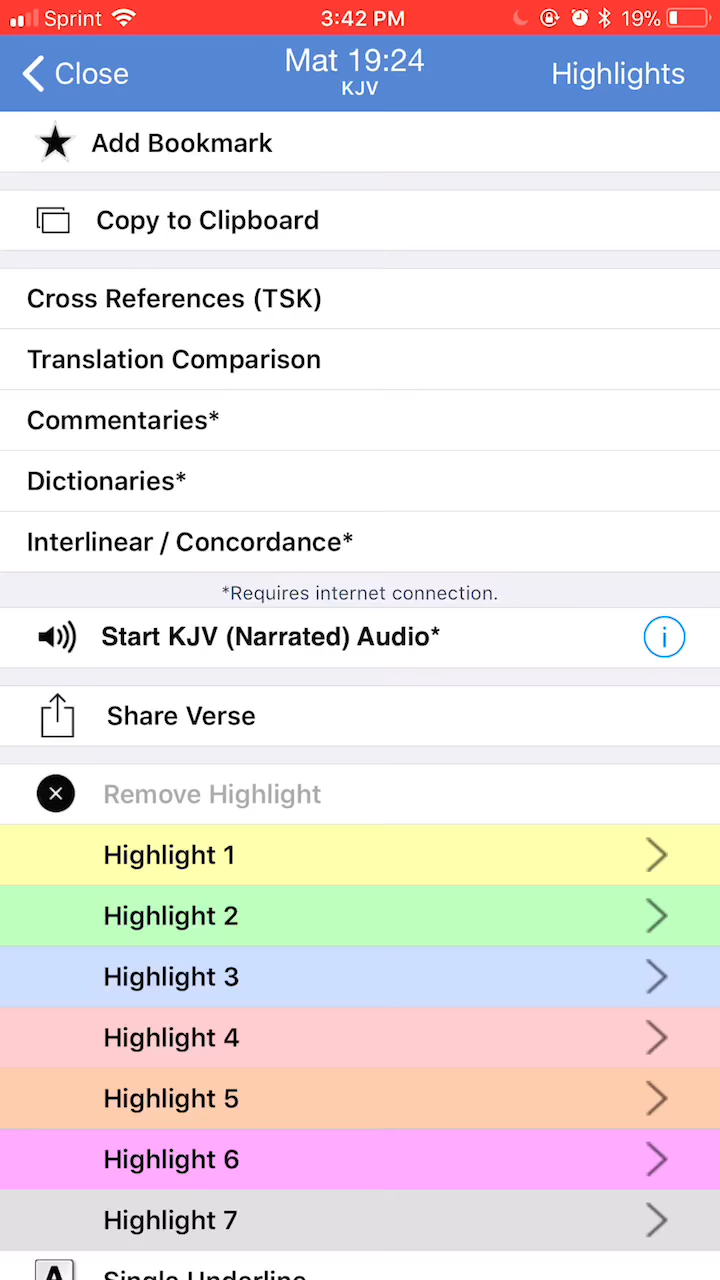 Sprint 3:42 PM 19%
Close Mat 19:24 Highlights
KJV
Add Bookmark
Copy to Clipboard
Cross References (TSK)
Translation Comparison
Commentaries*
Dictionaries*
Interlinear / Concordance*
*Requires internet connection.
Start KJV (Narrated) Audio* i
Share Verse
Remove Highlight
Highlight 1
Highlight 2
Highlight 3
Highlight 4
Highlight 5
Highlight 6
Highlight 7
A Single Underline